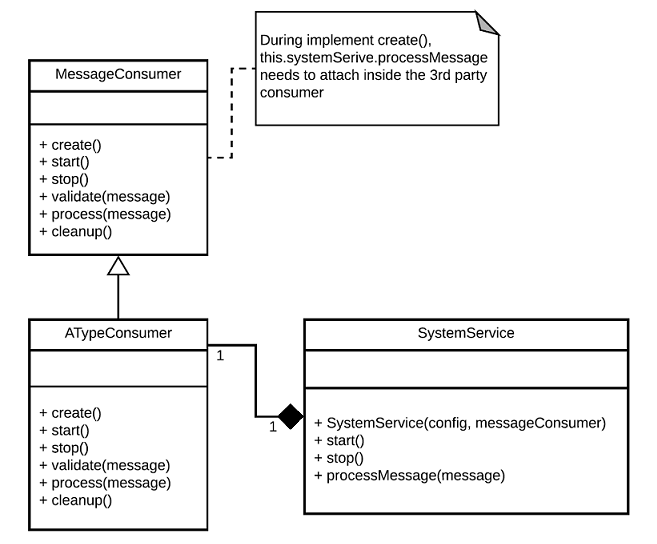 During implement create(),
this.systemSerive.processMessage
needs to attach inside the 3rd party
consumer
MessageConsumer
+ create()
+ start()
+ stop()
+ validate(message)
+ process(message)
+ cleanup()
ATypeConsumer
+ create()
+ start()
+ stop()
+ validate(message)
+ process(message)
+ cleanup()
1
1
SystemService
+ SystemService(config, messageConsumer)
+ start()
+ stop()
+ processMessage(message)